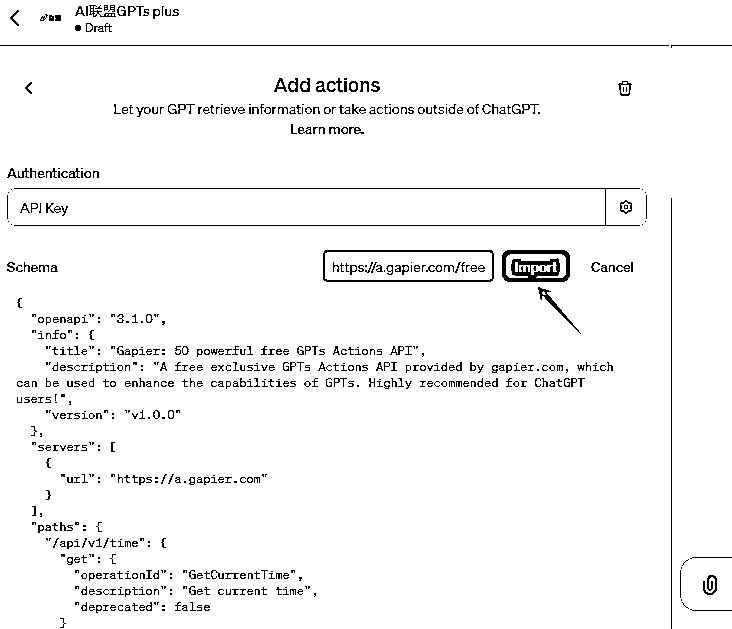 AI联盟GPTs plus
Draft
Add actions
Let your GPT retrieve information or take actions outside of ChatGPT.
Learn more.
Authentication
API Key
Schema
https://a.gapier.com/free
Import
Cancel
{
"openapi": "3.1.0",
"info": {
"title": "Gapier: 50 powerful free GPTs Actions API",
"description": "A free exclusive GPTs Actions API provided by gapier.com, which
can be used to enhance the capabilities of GPTs. Highly recommended for ChatGPT
users!",
"version": "v1.0.0"
},
"servers": [
{
"url": "https://a.gapier.com"
}
],
"paths": {
"/api/v1/time": {
"get": {
"operationId": "GetCurrentTime",
"description": "Get current time",
"deprecated": false
}